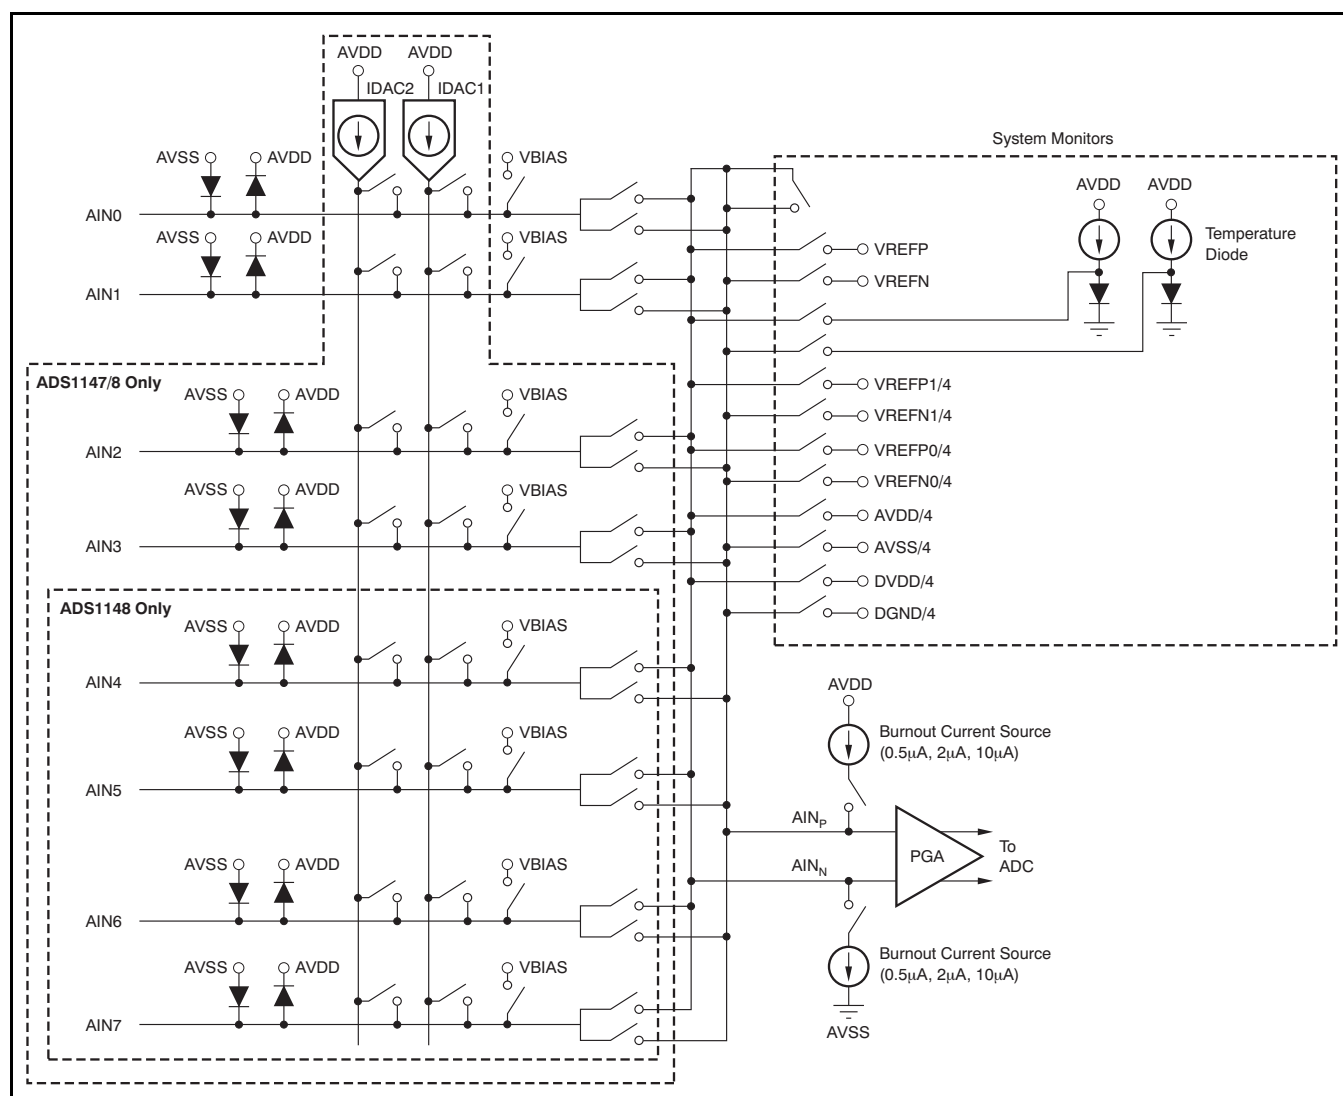 AVDD AVDD
IDAC2 IDAC1
System Monitors
AVSS AVDD VBIAS
AIN0
AVDD AVDD
Temperature
Diode
AVSS AVDD VBIAS
AIN1
VREFP
VREFN
ADS1147/8 Only
AVSS AVDD VBIAS
AIN2
VREFP1/4
VREFN1/4
VREFP0/4
VREFN0/4
AVSS AVDD VBIAS
AIN3
AVDD/4
AVSS/4
DVDD/4
DGND/4
ADS1148 Only
AVSS AVDD VBIAS
AIN4
AVSS AVDD VBIAS
AIN5
AVDD
Burnout Current Source
(0.5μA, 2μA, 10μA)
AINP
AINN
PGA
To
ADC
AVSS AVDD VBIAS
AIN6
AVSS AVDD VBIAS
AIN7
Burnout Current Source
(0.5μA, 2μA, 10μA)
AVSS